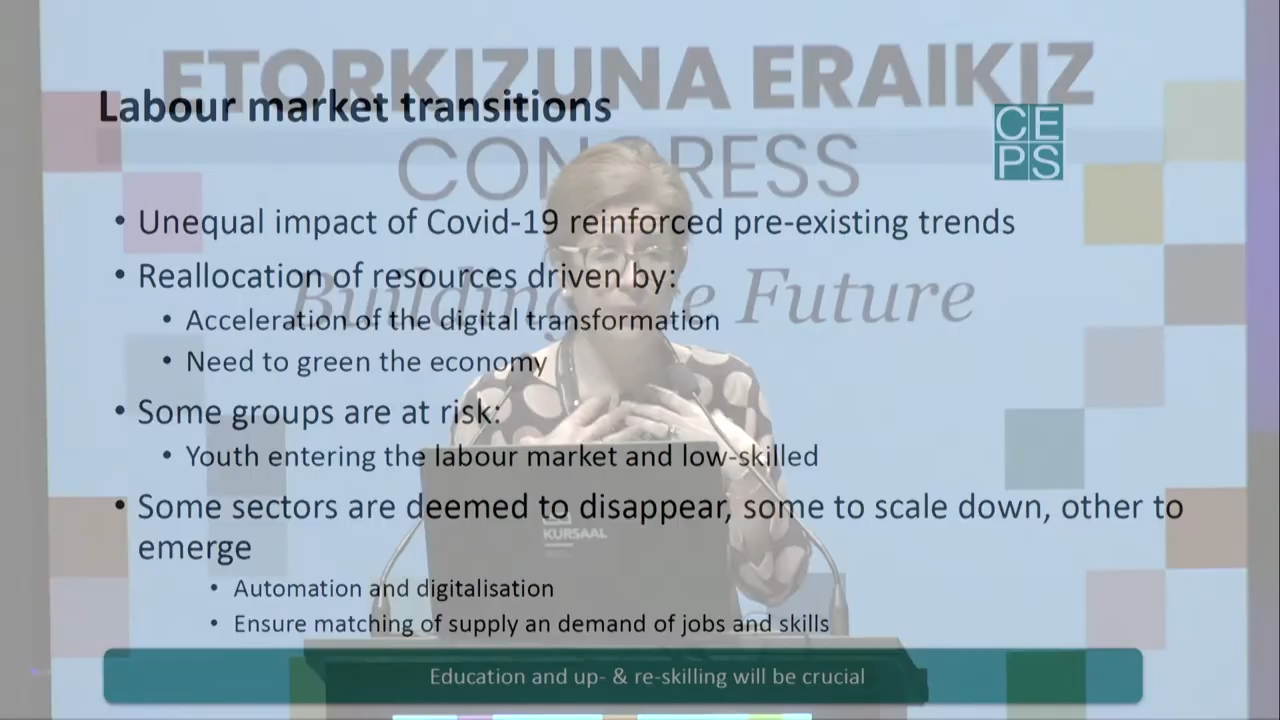 ETORKIZUNA ERAIKIZ
CONGRESS
Building the Future
Labour market transitions
CE
PS
• Unequal impact of Covid-19 reinforced pre-existing trends
• Reallocation of resources driven by:
• Acceleration of the digital transformation
• Need to green the economy
• Some groups are at risk:
• Youth entering the labour market and low-skilled
• Some sectors are deemed to disappear, some to scale down, other to
emerge
• Automation and digitalisation
• Ensure matching of supply an demand of jobs and skills
KURSAAL
Education and up- & re-skilling will be crucial